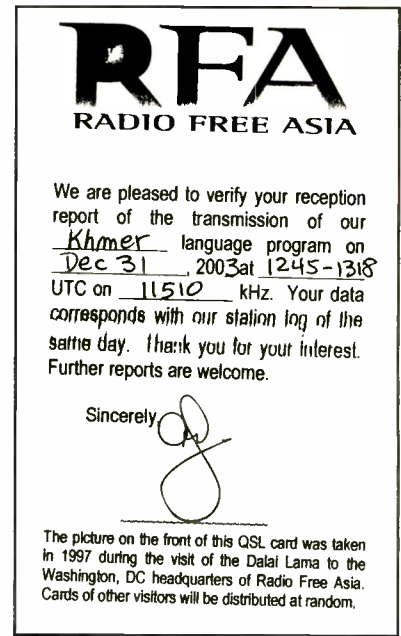 RFA
RADIO FREE ASIA
We are pleased to verify your reception
report of the transmission of our
Khmer language program on
Dec 31, 2003 at 1245-1318
UTC on 11510 kHz. Your data
corresponds with our station log of the
same day. Thank you for your interest.
Further reports are welcome.
Sincerely,
The picture on the front of this QSL card was taken
in 1997 during the visit of the Dalai Lama to the
Washington, DC headquarters of Radio Free Asia.
Cards of other visitors will be distributed at random.